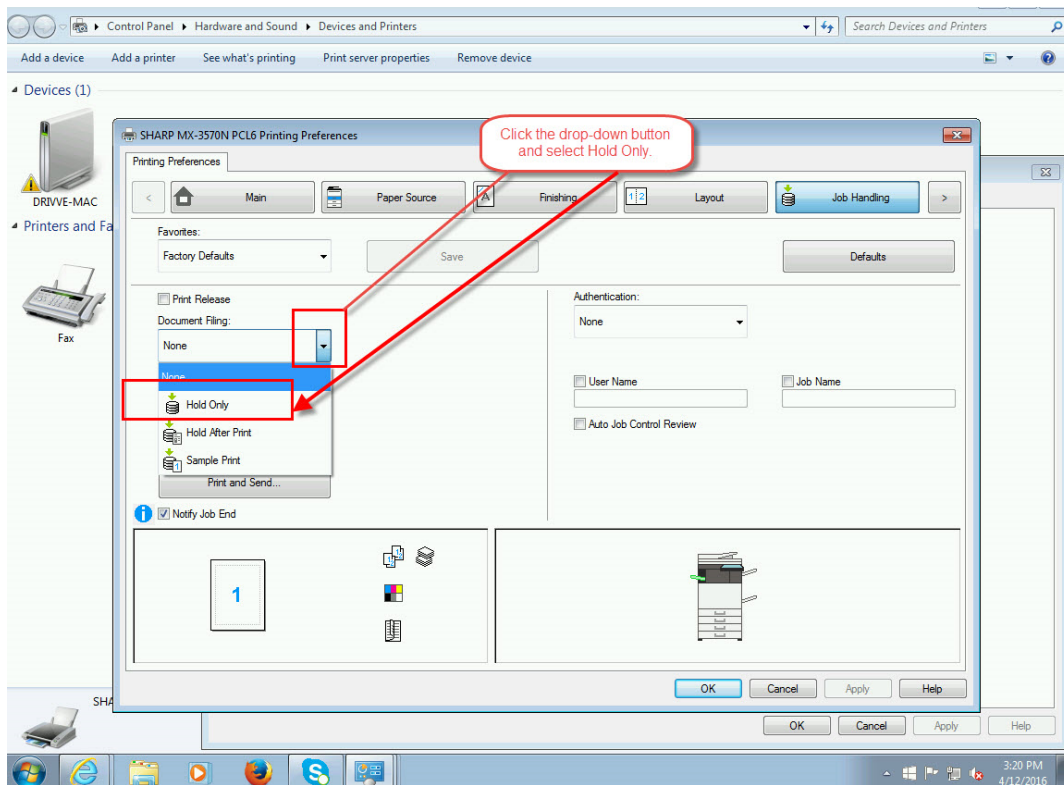 Control Panel ▸ Hardware and Sound ▸ Devices and Printers
Search Devices and Printers
Add a device Add a printer See what's printing Print server properties Remove device
Devices (1)
SHARP MX-3570N PCL6 Printing Preferences
Click the drop-down button
and select Hold Only.
Printing Preferences
< Main Paper Source A Finishing 1 2 Layout Job Handling >
DRIVVE-MAC
Printers and Fa
Favorites:
Factory Defaults
Save
Defaults
Print Release
Authentication:
Fax
Document Filing:
None
None
None
User Name
Job Name
Hold Only
Auto Job Control Review
Hold After Print
Sample Print
Print and Send...
Notify Job End
1
OK Cancel Apply Help
SHA
OK Cancel Apply Help
3:20 PM
4/12/2016